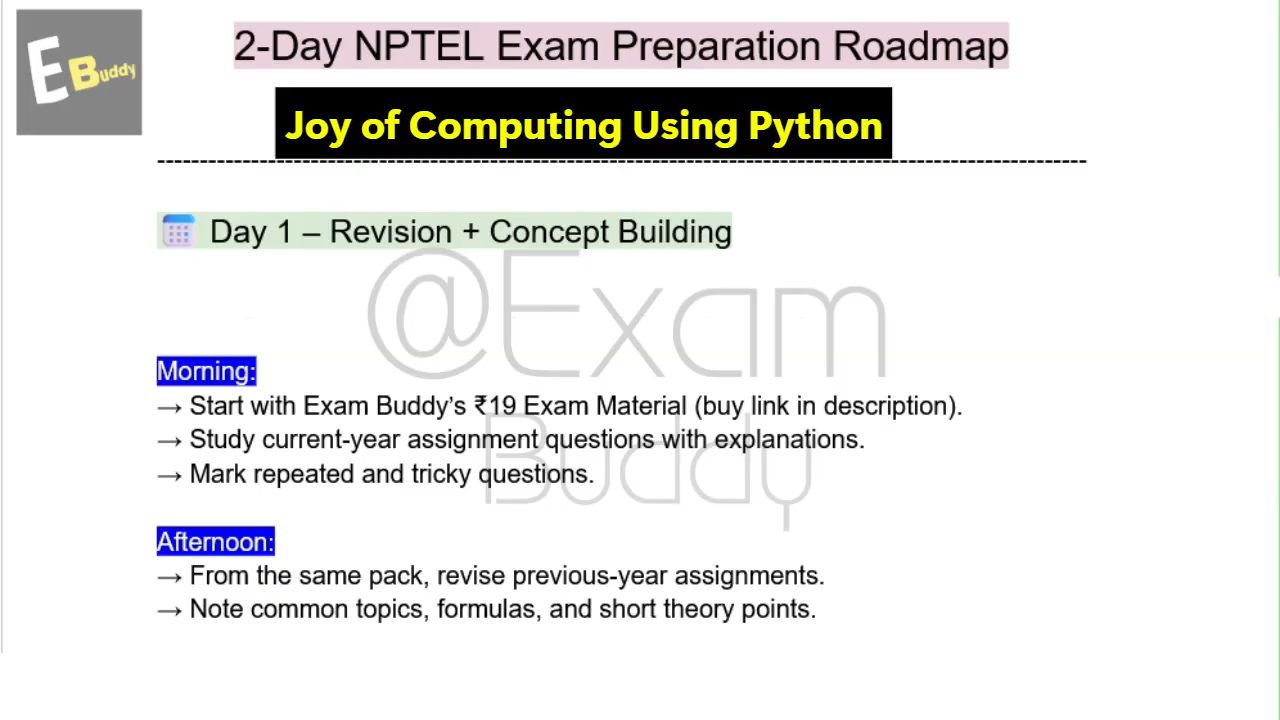 E Buddy
2-Day NPTEL Exam Preparation Roadmap
Joy of Computing Using Python
--------------------------------------------------------------------------------------------------------------
Day 1 – Revision + Concept Building
@Exam
Buddy
Morning:
→ Start with Exam Buddy's ₹19 Exam Material (buy link in description).
→ Study current-year assignment questions with explanations.
→ Mark repeated and tricky questions.
Afternoon:
→ From the same pack, revise previous-year assignments.
→ Note common topics, formulas, and short theory points.